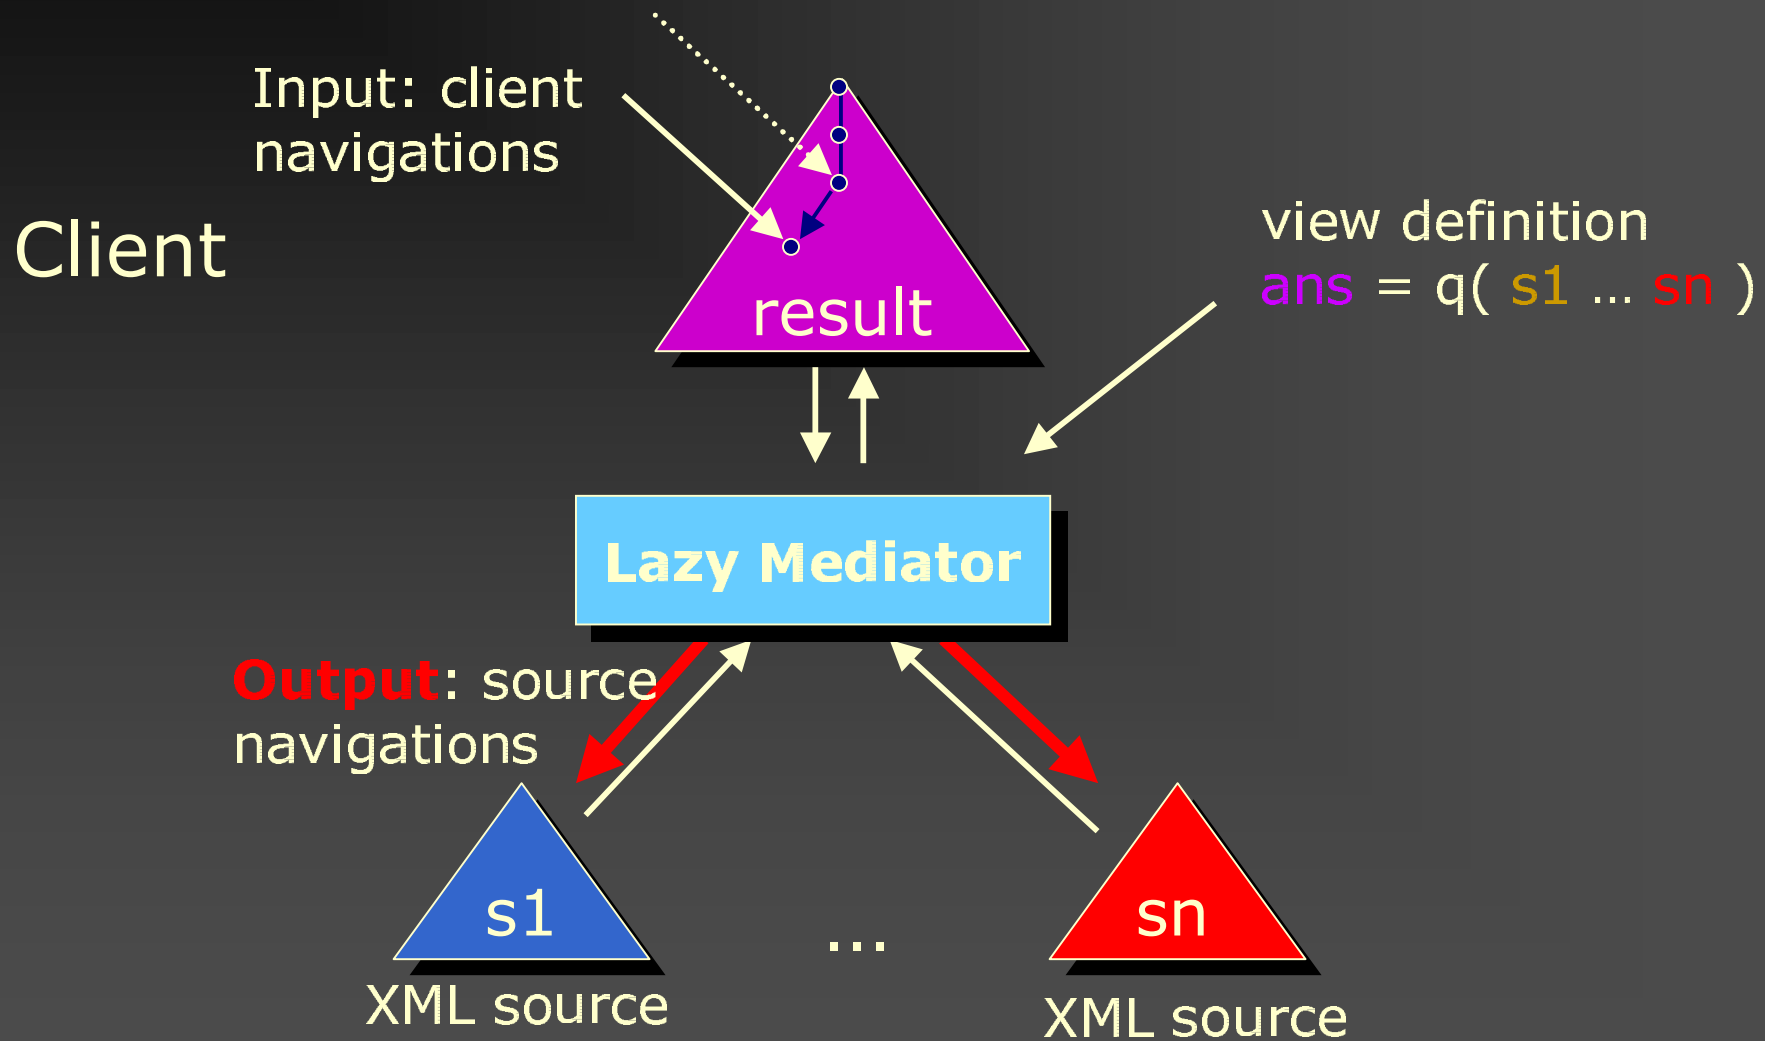 Input: client
navigations
Client
view definition
ans = q( s1 … sn )
result
Lazy Mediator
Output: source
navigations
s1
...
sn
XML source
XML source